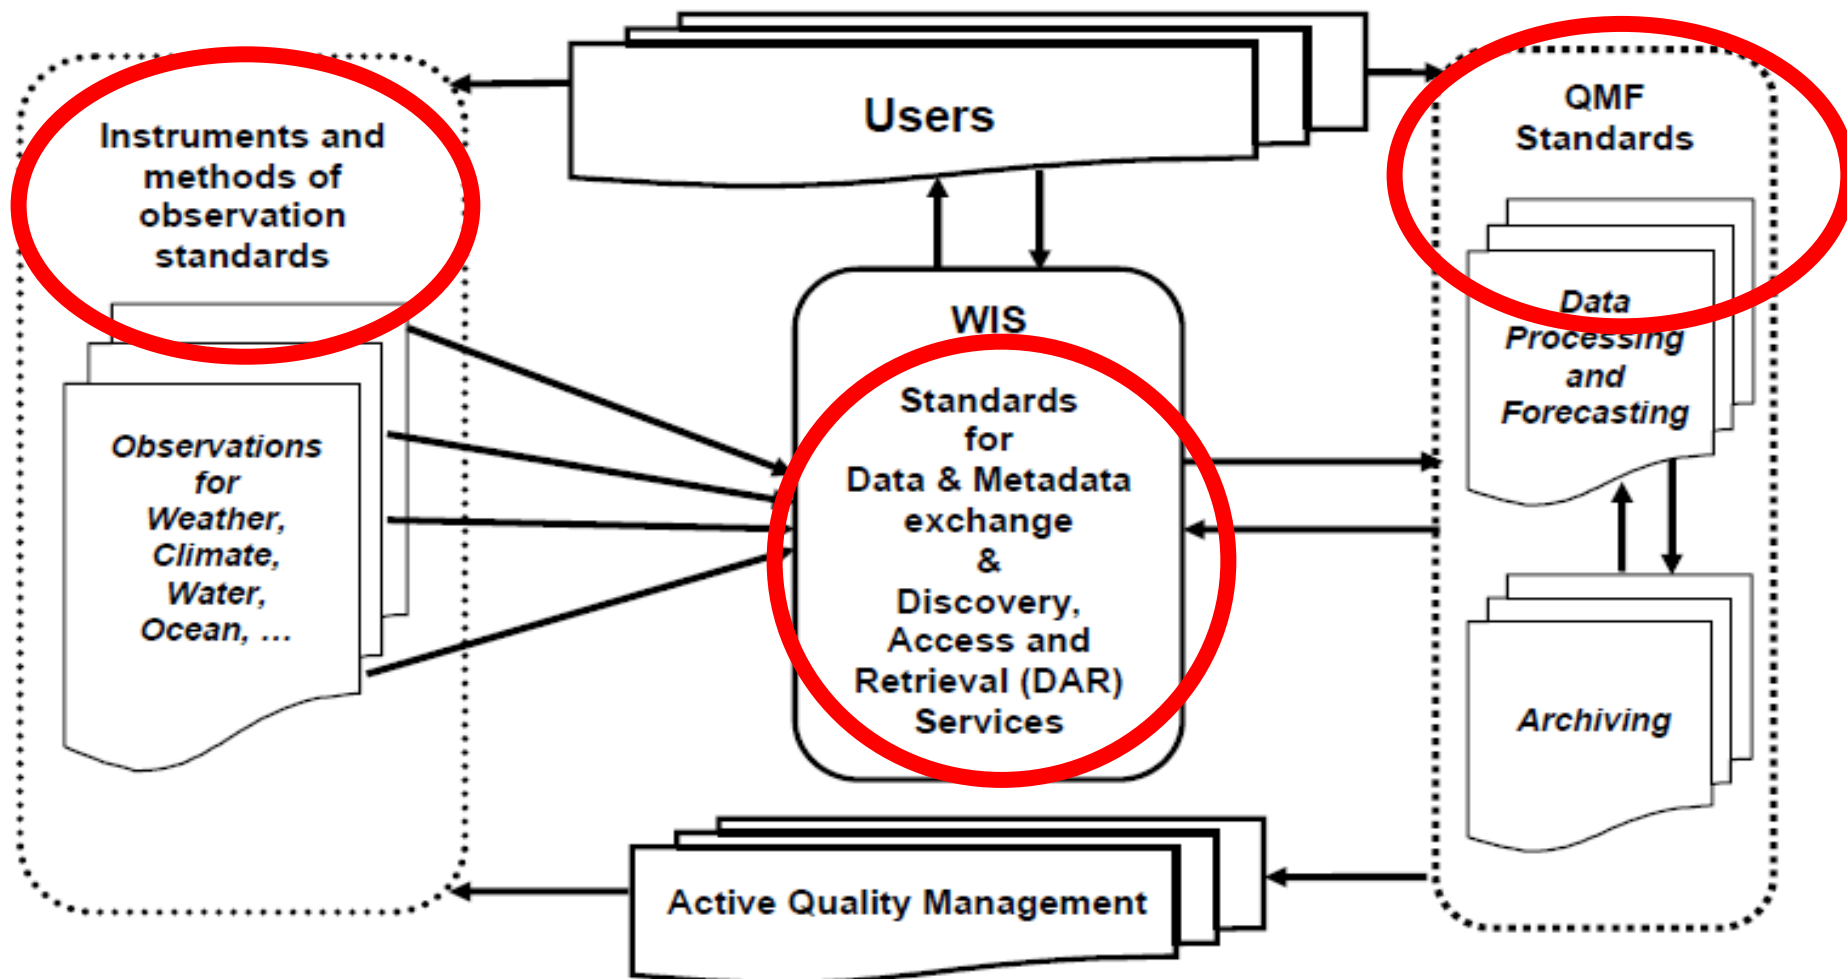 Users
Instruments and
methods of
observation
standards
Observations
for
Weather,
Climate,
Water,
Ocean, ...
WIS
Standards
for
Data & Metadata
exchange
&
Discovery,
Access and
Retrieval (DAR)
Services
QMF
Standards
Data
Processing
and
Forecasting
Archiving
Active Quality Management